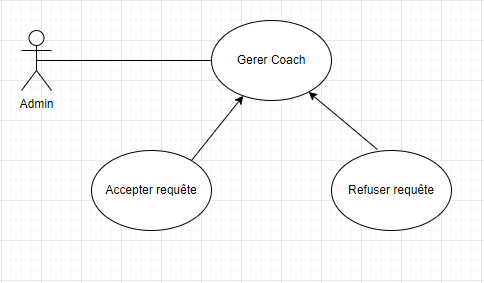 Gerer Coach
Admin
Accepter requête
Refuser requête